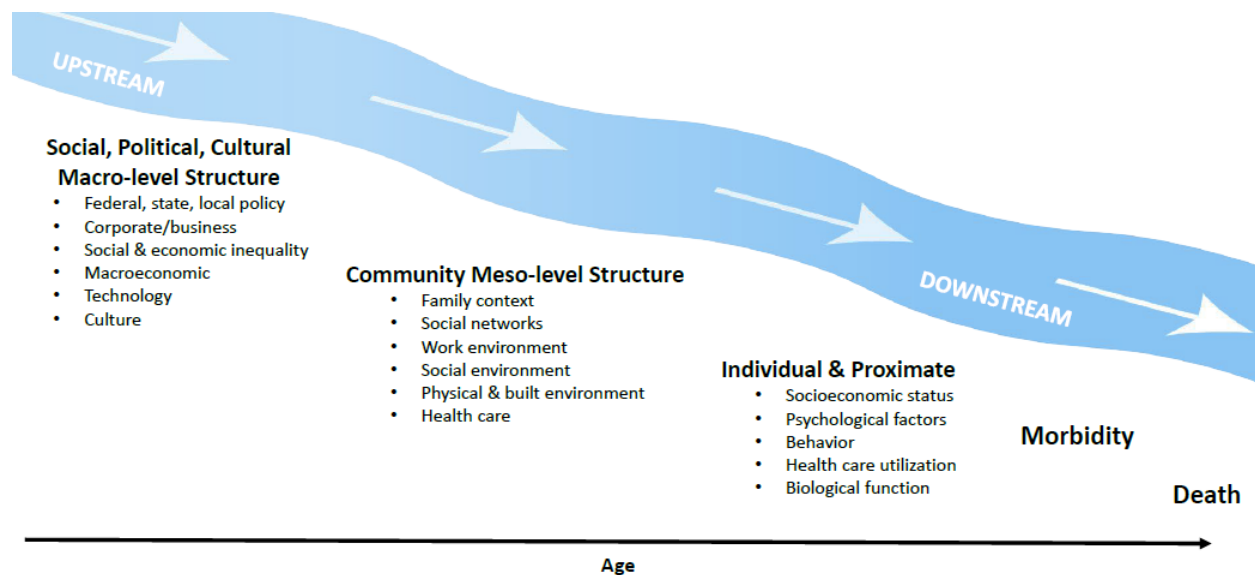 UPSTREAM
Social, Political, Cultural
Macro-level Structure
• Federal, state, local policy
• Corporate/business
• Social & economic inequality
• Macroeconomic
• Technology
• Culture
Community Meso-level Structure
• Family context
• Social networks
• Work environment
• Social environment
• Physical & built environment
• Health care
DOWNSTREAM
Individual & Proximate
• Socioeconomic status
• Psychological factors
• Behavior
• Health care utilization
• Biological function
Morbidity
Death
Age